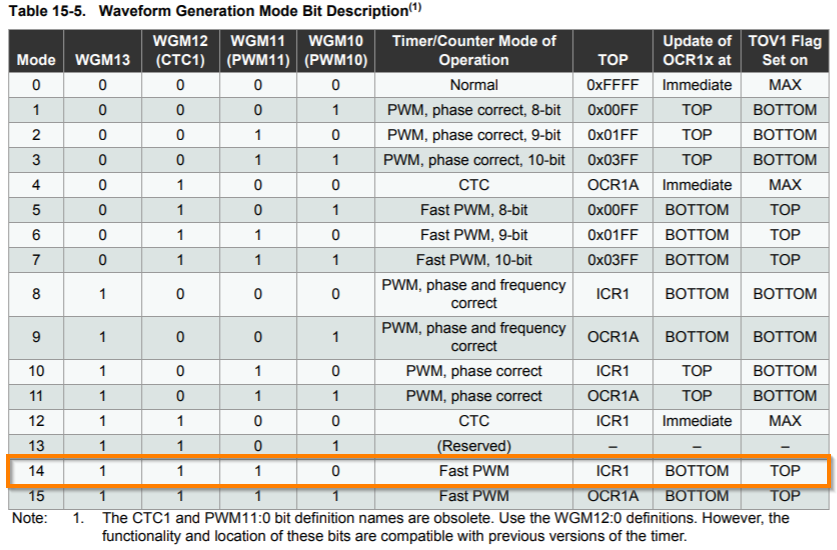 Table 15-5. Waveform Generation Mode Bit Description(1)
Mode WGM13 WGM12 (CTC1) WGM11 (PWM11) WGM10 (PWM10) Timer/Counter Mode of Operation TOP Update of OCR1x at TOV1 Flag Set on
0 0 0 0 0 Normal 0xFFFF Immediate MAX
1 0 0 0 1 PWM, phase correct, 8-bit 0x00FF TOP BOTTOM
2 0 0 1 0 PWM, phase correct, 9-bit 0x01FF TOP BOTTOM
3 0 0 1 1 PWM, phase correct, 10-bit 0x03FF TOP BOTTOM
4 0 1 0 0 CTC OCR1A Immediate MAX
5 0 1 0 1 Fast PWM, 8-bit 0x00FF BOTTOM TOP
6 0 1 1 0 Fast PWM, 9-bit 0x01FF BOTTOM TOP
7 0 1 1 1 Fast PWM, 10-bit 0x03FF BOTTOM TOP
8 1 0 0 0 PWM, phase and frequency correct ICR1 BOTTOM BOTTOM
9 1 0 0 1 PWM, phase and frequency correct OCR1A BOTTOM BOTTOM
10 1 0 1 0 PWM, phase correct ICR1 TOP BOTTOM
11 1 0 1 1 PWM, phase correct OCR1A TOP BOTTOM
12 1 1 0 0 CTC ICR1 Immediate MAX
13 1 1 0 1 (Reserved) – – –
14 1 1 1 0 Fast PWM ICR1 BOTTOM TOP
15 1 1 1 1 Fast PWM OCR1A BOTTOM TOP
Note: 1. The CTC1 and PWM11:0 bit definition names are obsolete. Use the WGM12:0 definitions. However, the
functionality and location of these bits are compatible with previous versions of the timer.